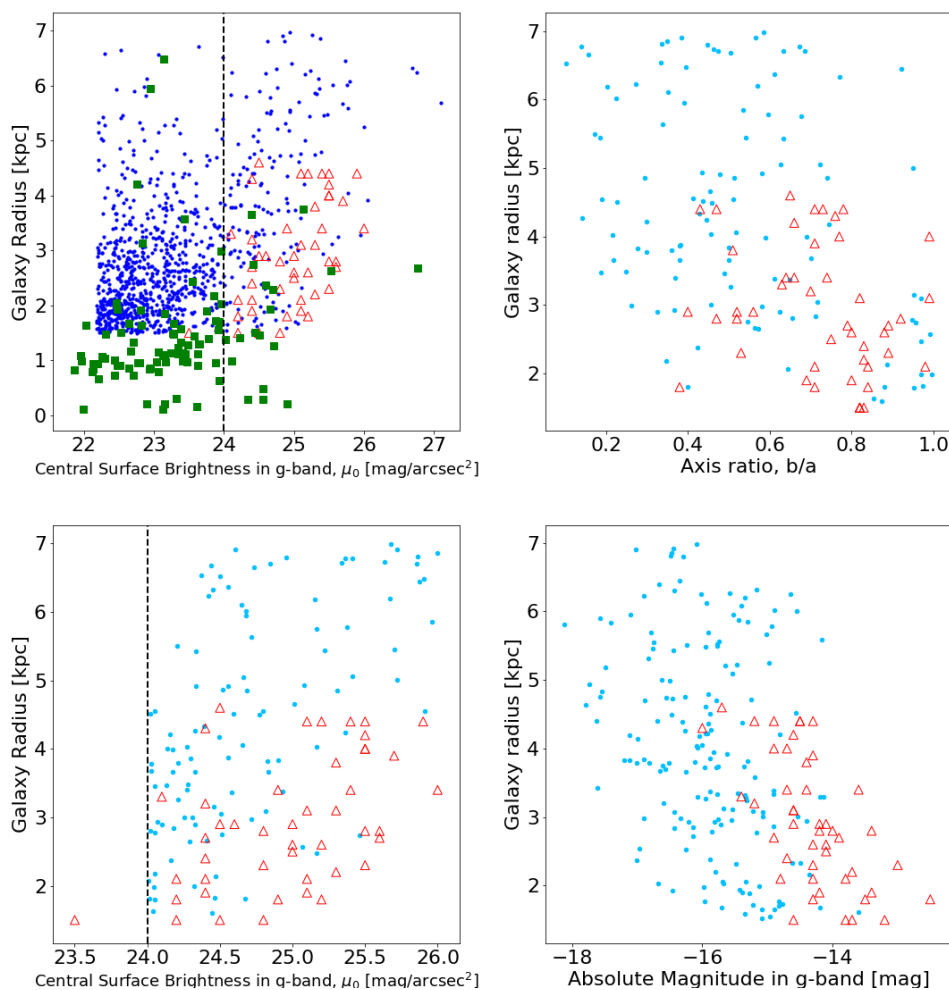 7
6
5
4
3
2
1
0
Galaxy Radius [kpc]
22 23 24 25 26 27
Central Surface Brightness in g-band, μ₀ [mag/arcsec²]
7
6
5
4
3
2
Galaxy radius [kpc]
0.2 0.4 0.6 0.8 1.0
Axis ratio, b/a
7
6
5
4
3
2
Galaxy Radius [kpc]
23.5 24.0 24.5 25.0 25.5 26.0
Central Surface Brightness in g-band, μ₀ [mag/arcsec²]
7
6
5
4
3
2
Galaxy radius [kpc]
−18 −16 −14
Absolute Magnitude in g-band [mag]